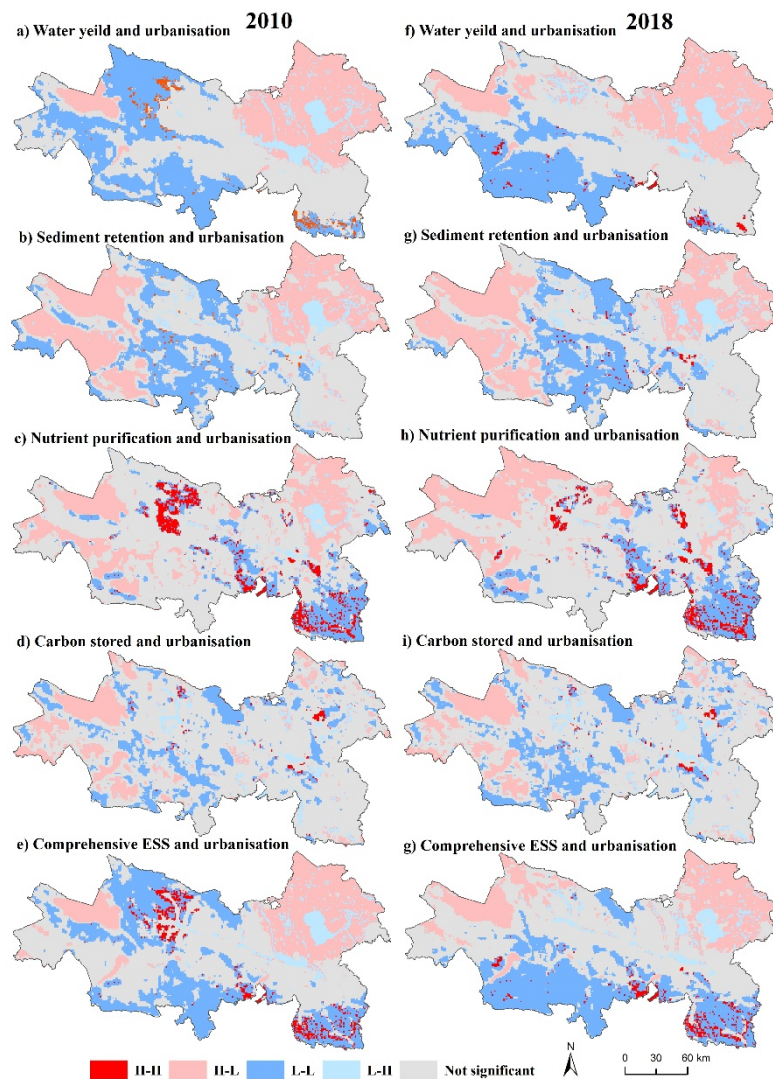 2010
2018
a) Water yeild and urbanisation
f) Water yeild and urbanisation
b) Sediment retention and urbanisation
g) Sediment retention and urbanisation
c) Nutrient purification and urbanisation
h) Nutrient purification and urbanisation
d) Carbon stored and urbanisation
i) Carbon stored and urbanisation
e) Comprehensive ESS and urbanisation
g) Comprehensive ESS and urbanisation
H-H H-L L-L L-H Not significant
N
0 30 60 km